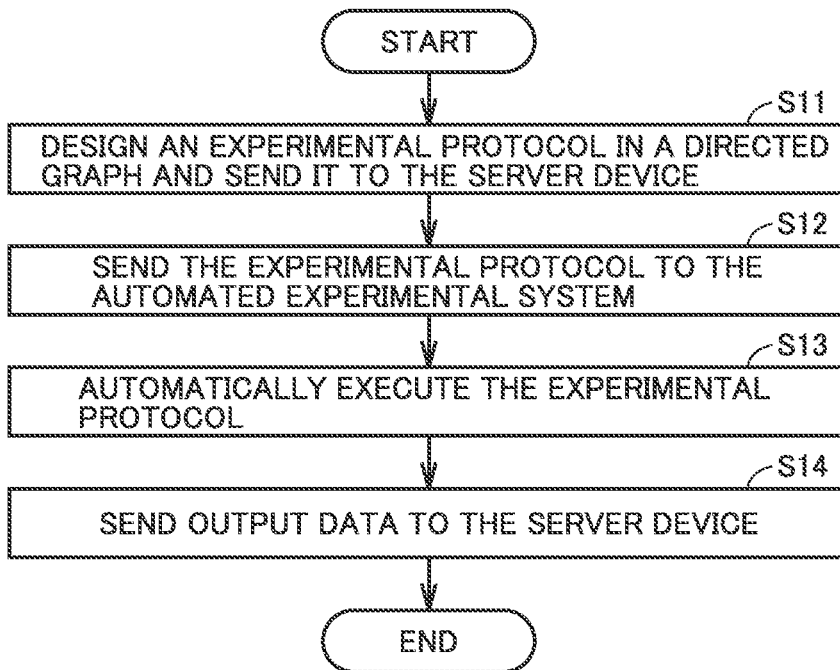 START
S11
DESIGN AN EXPERIMENTAL PROTOCOL IN A DIRECTED
GRAPH AND SEND IT TO THE SERVER DEVICE
S12
SEND THE EXPERIMENTAL PROTOCOL TO THE
AUTOMATED EXPERIMENTAL SYSTEM
S13
AUTOMATICALLY EXECUTE THE EXPERIMENTAL
PROTOCOL
S14
SEND OUTPUT DATA TO THE SERVER DEVICE
END